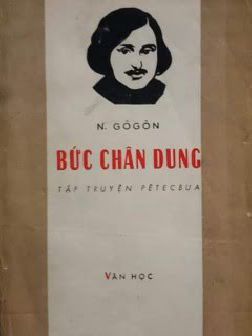 N. GÔGÔN
BỨC CHÂN DUNG
TẬP TRUYỆN PÊTECBUA
VĂN HỌC